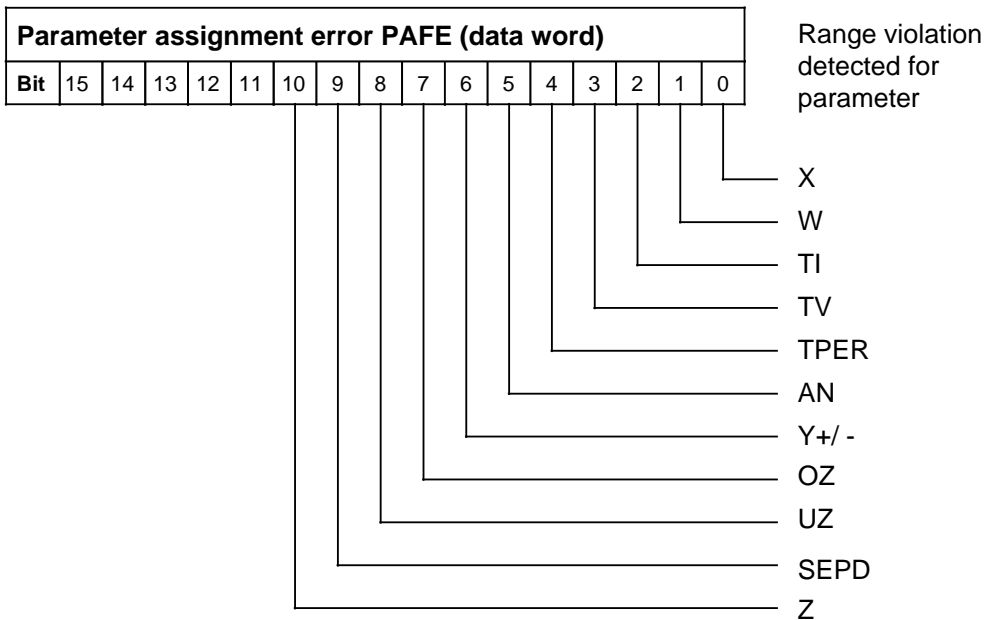 Parameter assignment error PAFE (data word)
Bit 15 14 13 12 11 10 9 8 7 6 5 4 3 2 1 0
Range violation
detected for
parameter
X
W
TI
TV
TPER
AN
Y+/ -
OZ
UZ
SEPD
Z